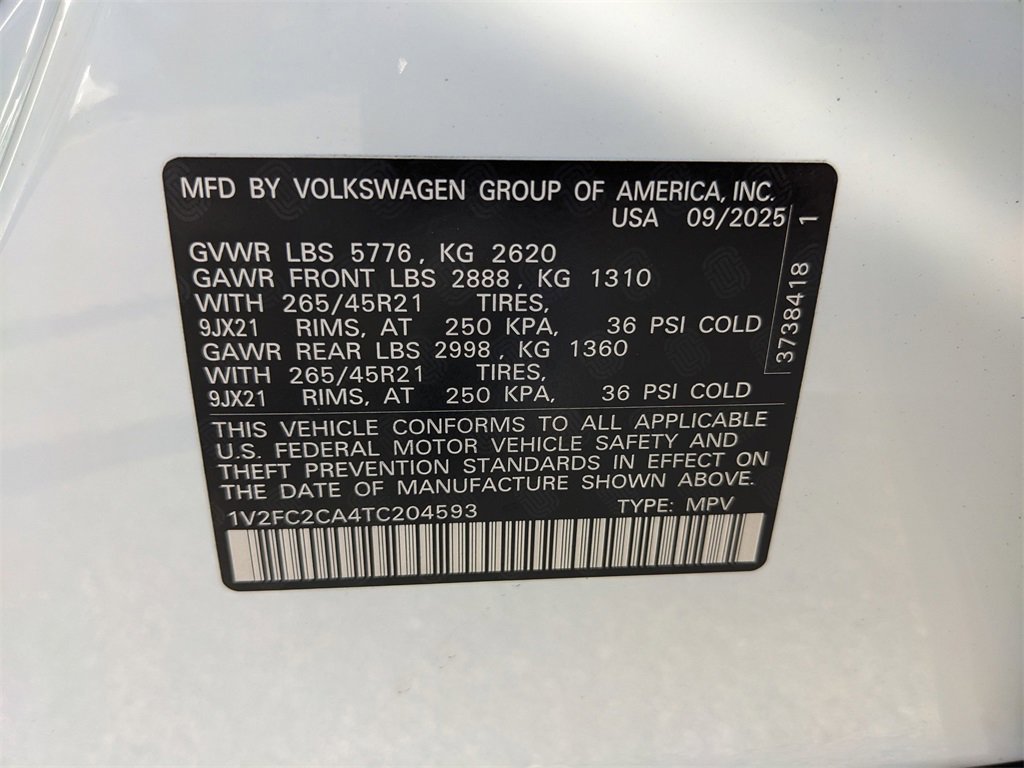 MFD BY VOLKSWAGEN GROUP OF AMERICA, INC.
USA 09/2025
GVWR LBS 5776, KG 2620
GAWR FRONT LBS 2888, KG 1310
WITH 265/45R21 TIRES,
9JX21 RIMS, AT 250 KPA, 36 PSI COLD
GAWR REAR LBS 2998, KG 1360
WITH 265/45R21 TIRES,
9JX21 RIMS, AT 250 KPA, 36 PSI COLD
3738418 1
THIS VEHICLE CONFORMS TO ALL APPLICABLE
U.S. FEDERAL MOTOR VEHICLE SAFETY AND
THEFT PREVENTION STANDARDS IN EFFECT ON
THE DATE OF MANUFACTURE SHOWN ABOVE.
1V2FC2CA4TC204593 TYPE: MPV